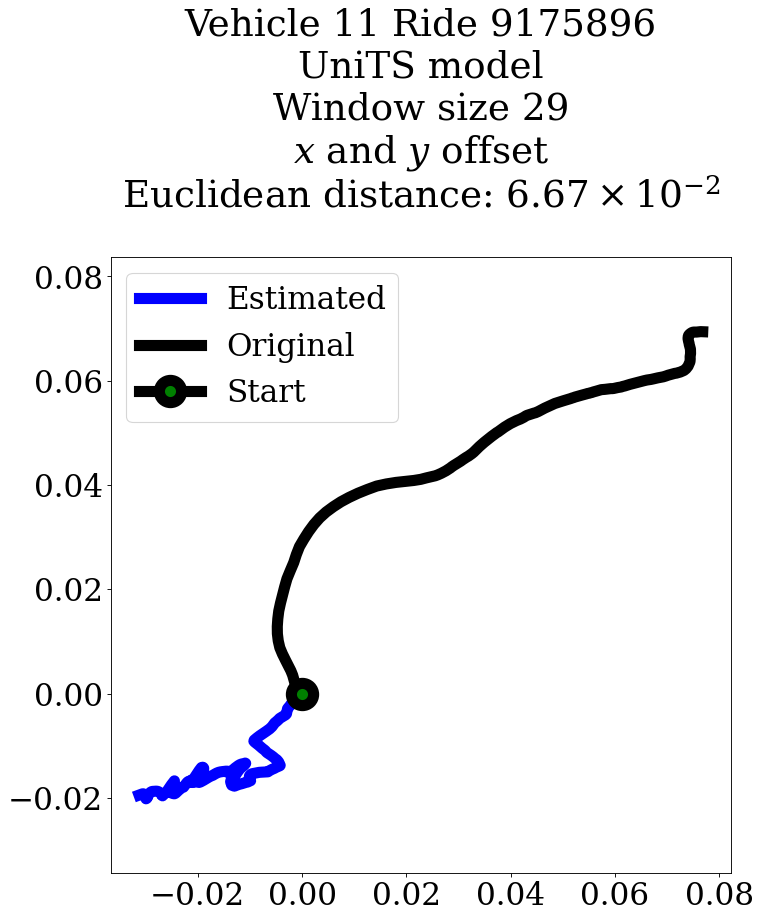 Vehicle 11 Ride 9175896
UniTS model
Window size 29
x and y offset
Euclidean distance: 6.67 × 10⁻²
Estimated
Original
Start
0.08
0.06
0.04
0.02
0.00
−0.02
−0.02 0.00 0.02 0.04 0.06 0.08